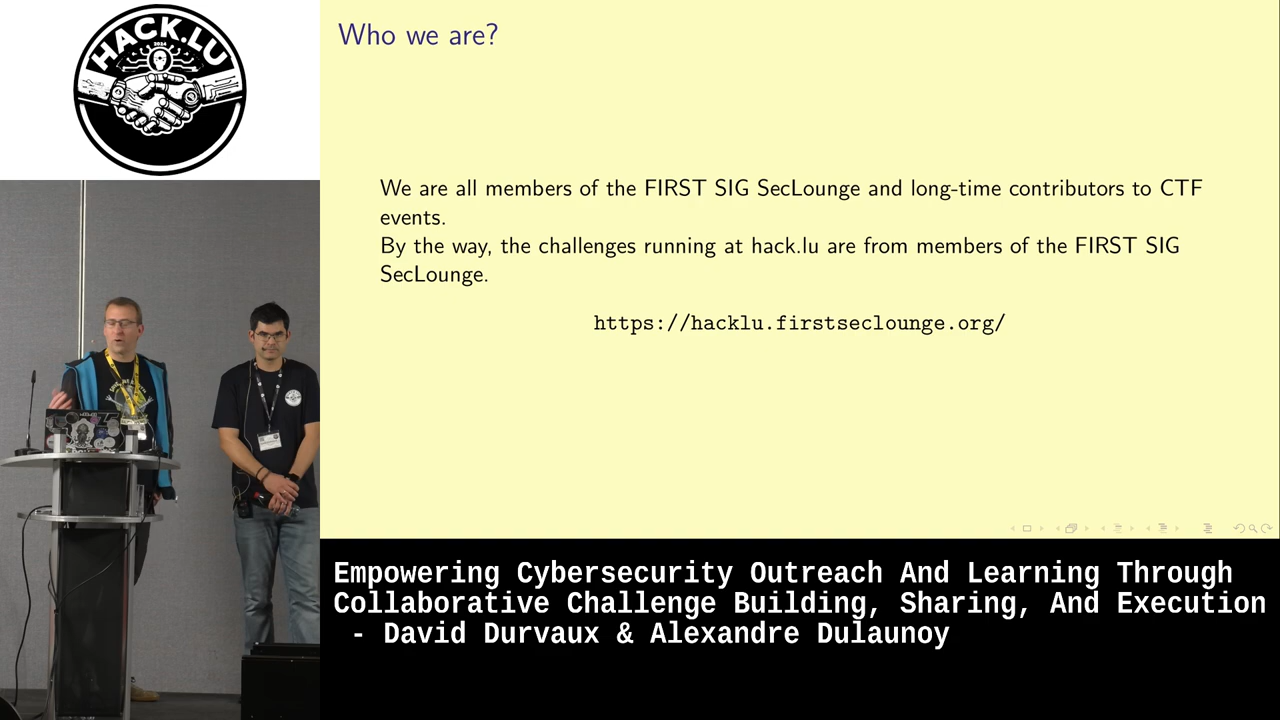 HACK.LU
2024
Who we are?
We are all members of the FIRST SIG SecLounge and long-time contributors to CTF
events.
By the way, the challenges running at hack.lu are from members of the FIRST SIG
SecLounge.
https://hacklu.firstseclounge.org/
Empowering Cybersecurity Outreach And Learning Through
Collaborative Challenge Building, Sharing, And Execution
- David Durvaux & Alexandre Dulaunoy